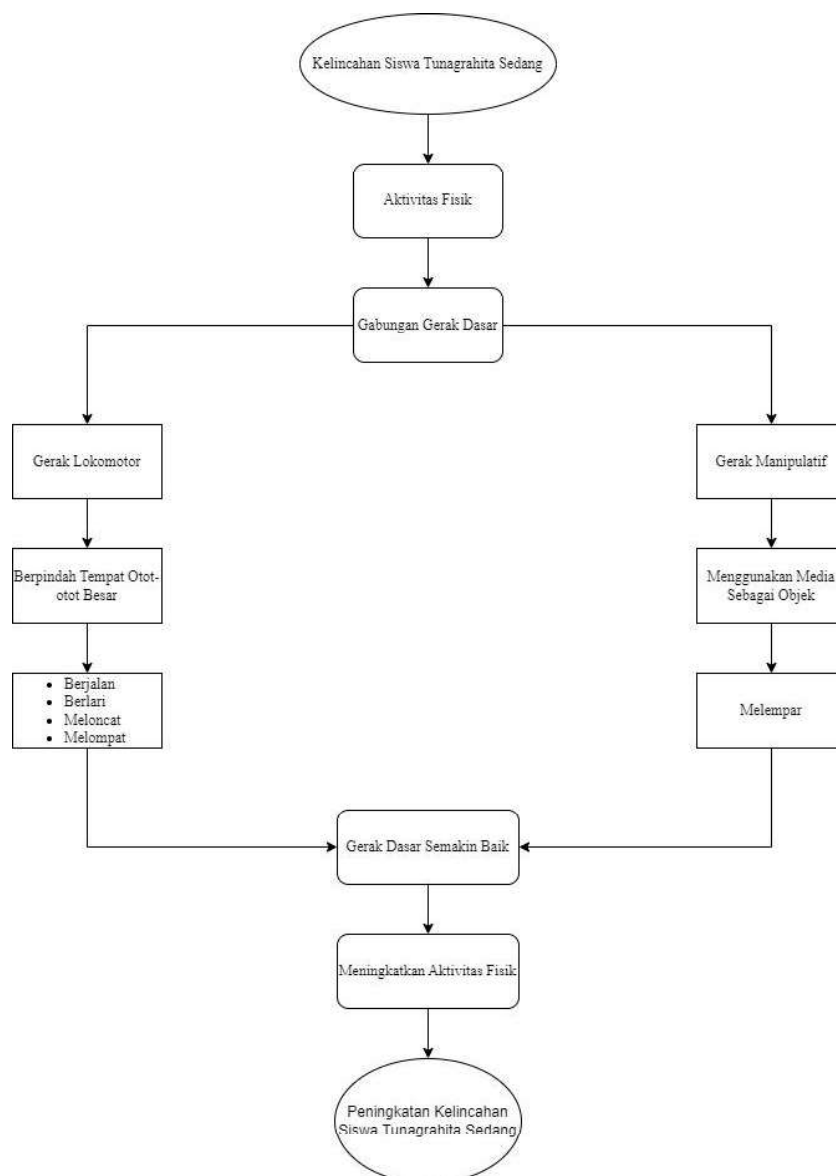 Kelincahan Siswa Tunagrahita Sedang
Aktivitas Fisik
Gabungan Gerak Dasar
Gerak Lokomotor
Gerak Manipulatif
Berpindah Tempat Otot-
otot Besar
Menggunakan Media
Sebagai Objek
• Berjalan
• Berlari
• Meloncat
• Melompat
Melempar
Gerak Dasar Semakin Baik
Meningkatkan Aktivitas Fisik
Peningkatan Kelincahan
Siswa Tunagrahita Sedang